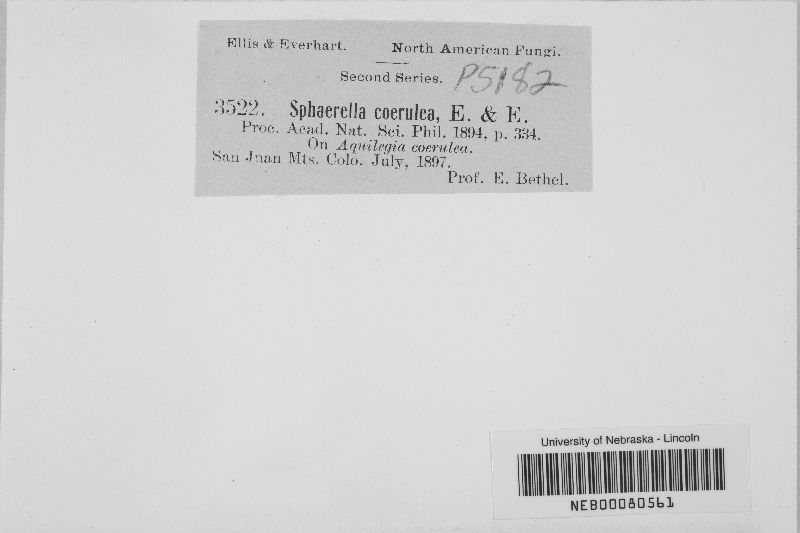 Ellis & Everhart. North American Fungi.
Second Series. P5182
3522. Sphaerella coerulea, E. & E.
Proc. Acad. Nat. Sci. Phil. 1894, p. 334.
On Aquilegia coerulea.
San Juan Mts. Colo. July, 1897.
Prof. E. Bethel.
University of Nebraska - Lincoln
NEB00080561